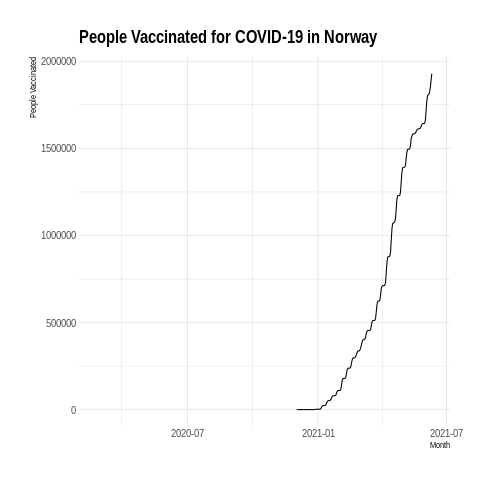 People Vaccinated for COVID-19 in Norway
People Vaccinated
2000000
1500000
1000000
500000
0
2020-07
2021-01
2021-07
Month